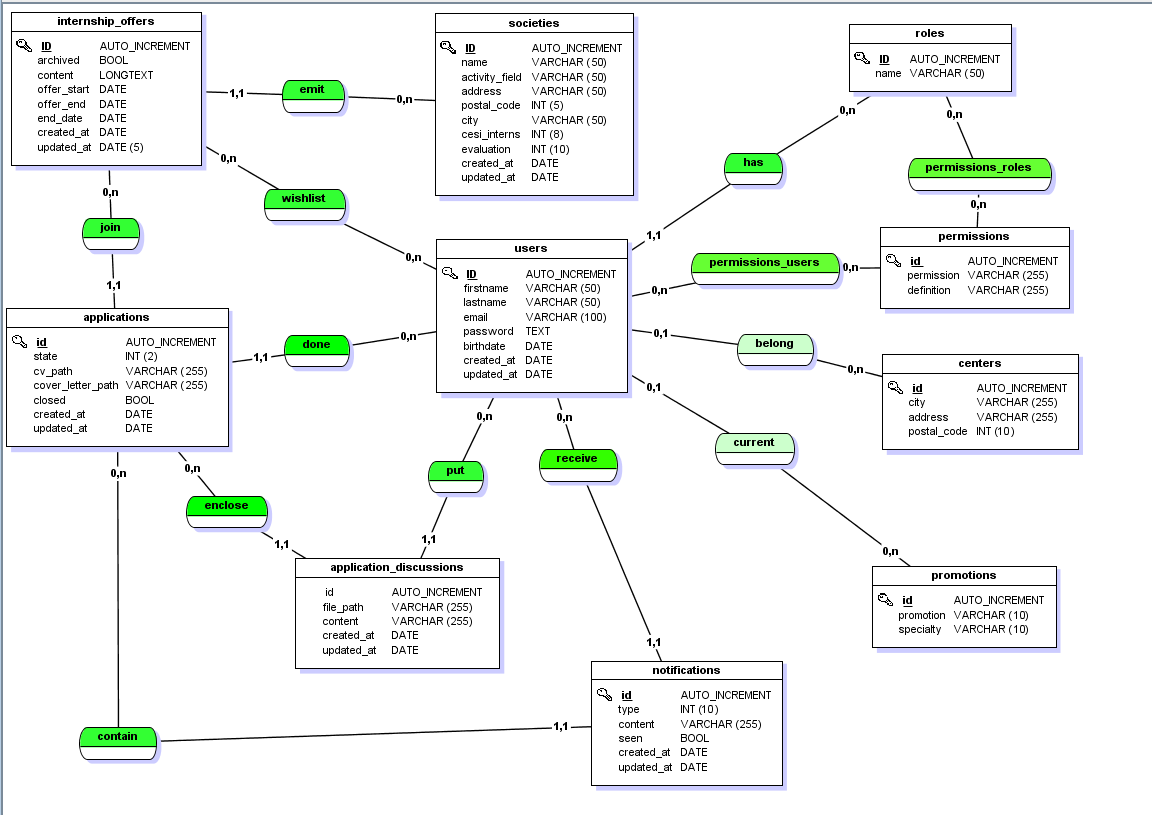 internship_offers
ID AUTO_INCREMENT
archived BOOL
content LONGTEXT
offer_start DATE
offer_end DATE
end_date DATE
created_at DATE
updated_at DATE (5)
1,1
emit
0,n
societies
ID AUTO_INCREMENT
name VARCHAR (50)
activity_field VARCHAR (50)
address VARCHAR (50)
postal_code INT (5)
city VARCHAR (50)
cesi_interns INT (8)
evaluation INT (10)
created_at DATE
updated_at DATE
roles
ID AUTO_INCREMENT
name VARCHAR (50)
0,n
has
1,1
0,n
permissions_roles
0,n
0,n
wishlist
0,n
0,n
join
1,1
users
ID AUTO_INCREMENT
firstname VARCHAR (50)
lastname VARCHAR (50)
email VARCHAR (100)
password TEXT
birthdate DATE
created_at DATE
updated_at DATE
0,n
permissions_users
0,n
permissions
id AUTO_INCREMENT
permission VARCHAR (255)
definition VARCHAR (255)
applications
id AUTO_INCREMENT
state INT (2)
cv_path VARCHAR (255)
cover_letter_path VARCHAR (255)
closed BOOL
created_at DATE
updated_at DATE
1,1
done
0,n
0,1
belong
0,n
centers
id AUTO_INCREMENT
city VARCHAR (255)
address VARCHAR (255)
postal_code INT (10)
0,1
current
0,n
promotions
id AUTO_INCREMENT
promotion VARCHAR (10)
specialty VARCHAR (10)
0,n
put
1,1
0,n
receive
1,1
0,n
enclose
1,1
application_discussions
id AUTO_INCREMENT
file_path VARCHAR (255)
content VARCHAR (255)
created_at DATE
updated_at DATE
0,n
contain
1,1
notifications
id AUTO_INCREMENT
type INT (10)
content VARCHAR (255)
seen BOOL
created_at DATE
updated_at DATE